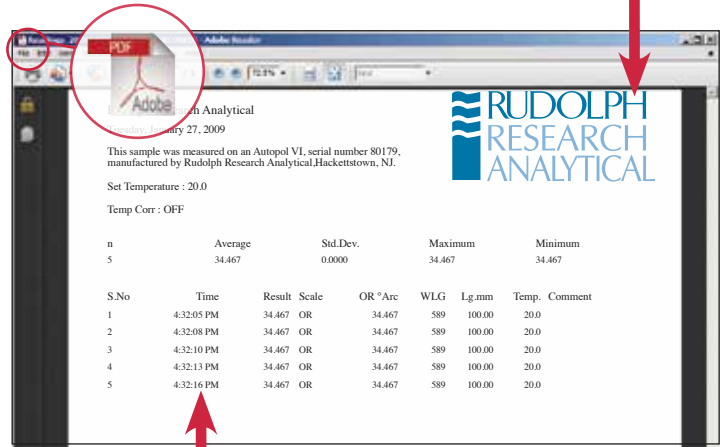 Adobe Reader
PDF
Adobe
72.9%
Find
RUDOLPH
RESEARCH
ANALYTICAL
Analytical
January 27, 2009
This sample was measured on an Autopol VI, serial number 80179,
manufactured by Rudolph Research Analytical,Hackettstown, NJ.
Set Temperature : 20.0
Temp Corr : OFF
n Average Std.Dev. Maximum Minimum
5 34.467 0.0000 34.467 34.467
S.No Time Result Scale OR °Arc WLG Lg.mm Temp. Comment
1 4:32:05 PM 34.467 OR 34.467 589 100.00 20.0
2 4:32:08 PM 34.467 OR 34.467 589 100.00 20.0
3 4:32:10 PM 34.467 OR 34.467 589 100.00 20.0
4 4:32:13 PM 34.467 OR 34.467 589 100.00 20.0
5 4:32:16 PM 34.467 OR 34.467 589 100.00 20.0